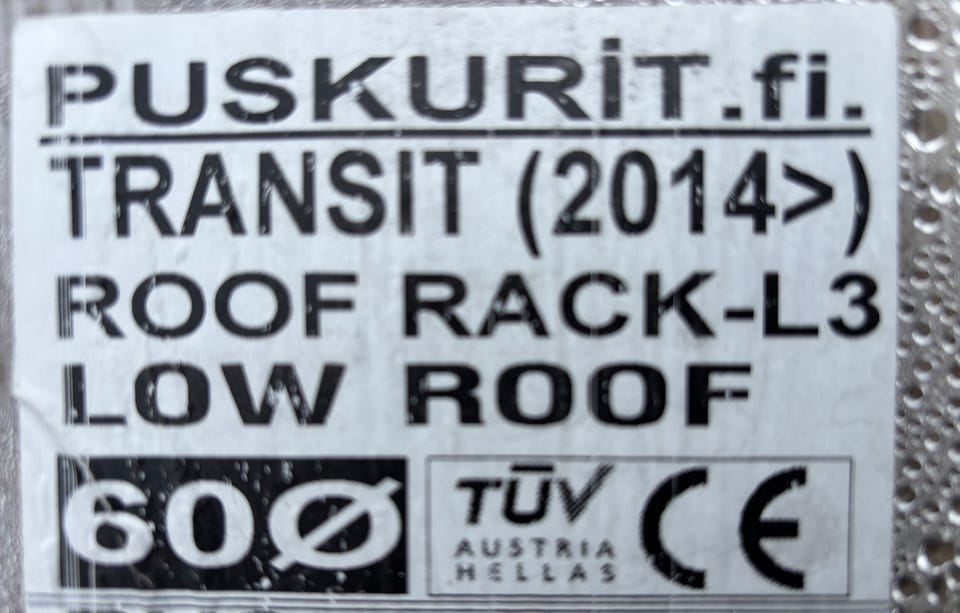 PUSKURİT.fi.
TRANSIT (2014>)
ROOF RACK-L3
LOW ROOF
60Ø
TÜV
AUSTRIA
HELLAS
CE